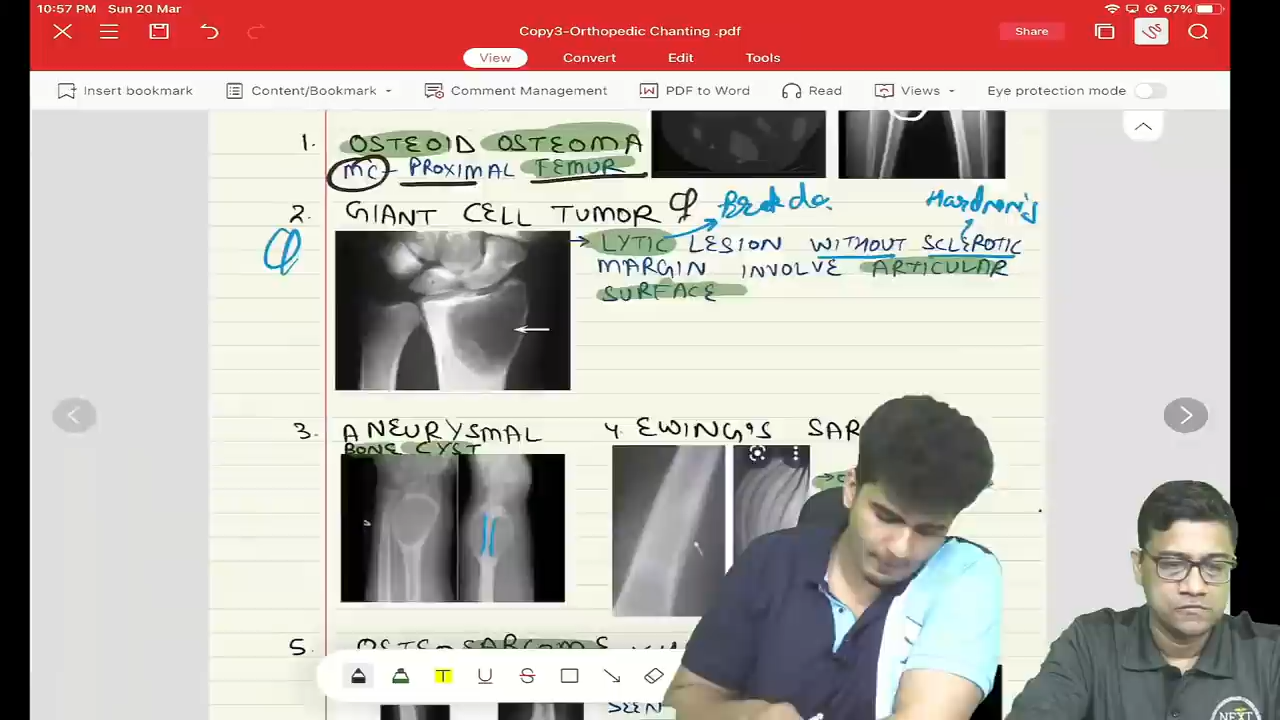 10:57 PM Sun 20 Mar
67%
Copy3-Orthopedic Chanting .pdf
Share
View Convert Edit Tools
Insert bookmark Content/Bookmark Comment Management PDF to Word Read Views Eye protection mode
1. OSTEOID OSTEOMA
MC- PROXIMAL FEMUR
2. GIANT CELL TUMOR
→ LYTIC LESION WITHOUT SCLEROTIC
MARGIN INVOLVE ARTICULAR
SURFACE
3. ANEURYSMAL
BONE CYST
4. EWING'S SAR
5.
SEEN
NEXT